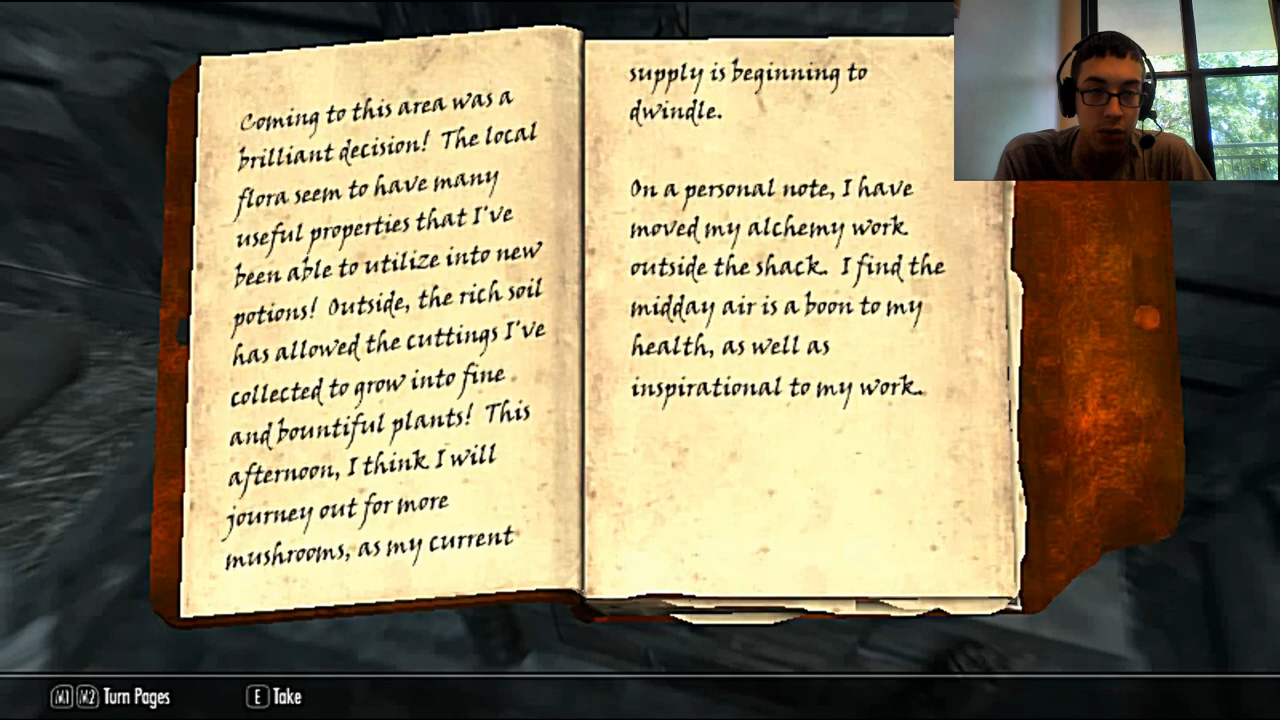 Coming to this area was a
brilliant decision! The local
flora seem to have many
useful properties that I've
been able to utilize into new
potions! Outside, the rich soil
has allowed the cuttings I've
collected to grow into fine
and bountiful plants! This
afternoon, I think I will
journey out for more
mushrooms, as my current
supply is beginning to
dwindle.
On a personal note, I have
moved my alchemy work
outside the shack. I find the
midday air is a boon to my
health, as well as
inspirational to my work.
M1 M2 Turn Pages E Take